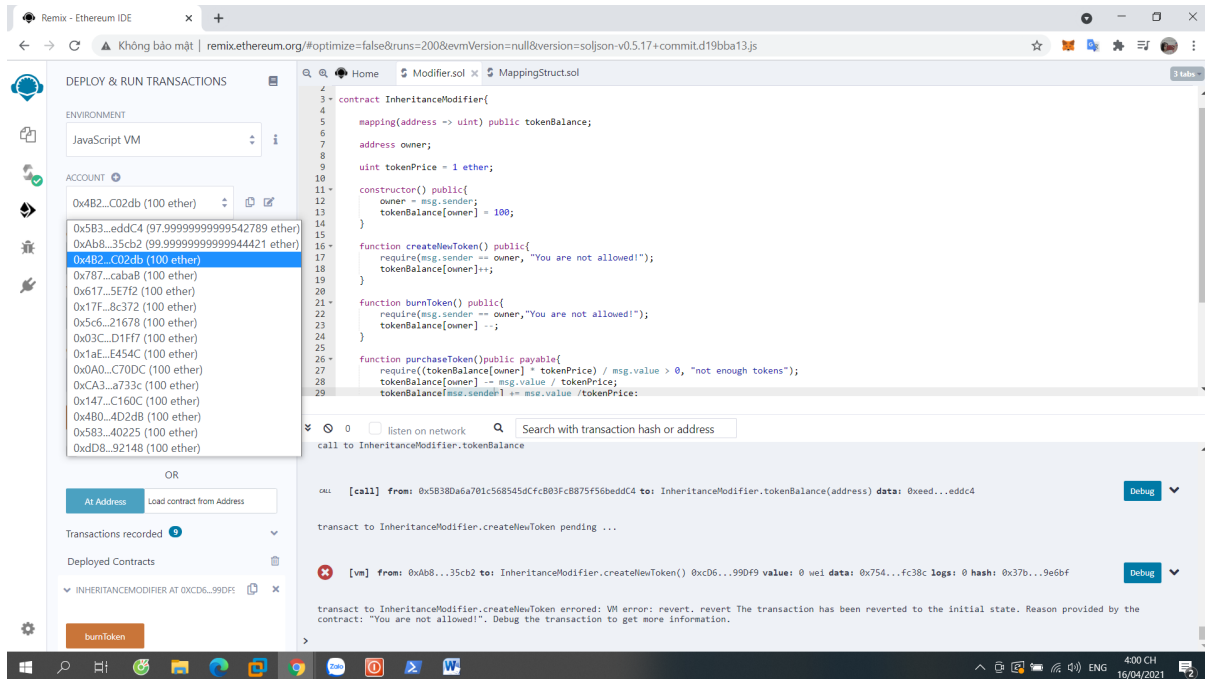 Remix - Ethereum IDE
Không bảo mật | remix.ethereum.org/#optimize=false&runs=200&evmVersion=null&version=soljson-v0.5.17+commit.d19bba13.js
DEPLOY & RUN TRANSACTIONS
ENVIRONMENT
JavaScript VM
i
ACCOUNT
0x4B2...C02db (100 ether)
0x5B3...eddC4 (97.99999999999542789 ether)
0xAb8...35cb2 (99.99999999999944421 ether)
0x4B2...C02db (100 ether)
0x787...cabaB (100 ether)
0x617...5E7f2 (100 ether)
0x17F...8c372 (100 ether)
0x5c6...21678 (100 ether)
0x03C...D1Ff7 (100 ether)
0x1aE...E454C (100 ether)
0x0A0...C70DC (100 ether)
0xCA3...a733c (100 ether)
0x147...C160C (100 ether)
0x4B0...4D2dB (100 ether)
0x583...40225 (100 ether)
0xdD8...92148 (100 ether)
OR
At Address
Load contract from Address
Transactions recorded 9
Deployed Contracts
INHERITANCEMODIFIER AT 0XCD6...99DF9
burnToken
Home
Modifier.sol
MappingStruct.sol
3 tabs
2
3 contract InheritanceModifier{
4
5 mapping(address => uint) public tokenBalance;
6
7 address owner;
8
9 uint tokenPrice = 1 ether;
10
11 constructor() public{
12 owner = msg.sender;
13 tokenBalance[owner] = 100;
14 }
15
16 function createNewToken() public{
17 require(msg.sender == owner, "You are not allowed!");
18 tokenBalance[owner]++;
19 }
20
21 function burnToken() public{
22 require(msg.sender == owner,"You are not allowed!");
23 tokenBalance[owner] --;
24 }
25
26 function purchaseToken()public payable{
27 require((tokenBalance[owner] * tokenPrice) / msg.value > 0, "not enough tokens");
28 tokenBalance[owner] -= msg.value / tokenPrice;
29 tokenBalance[msg.sender] += msg.value /tokenPrice;
0
listen on network
Search with transaction hash or address
call to InheritanceModifier.tokenBalance
CALL [call] from: 0x5B38Da6a701c568545dCfcB03FcB875f56beddC4 to: InheritanceModifier.tokenBalance(address) data: 0xeed...eddc4
Debug
transact to InheritanceModifier.createNewToken pending ...
[vm] from: 0xAb8...35cb2 to: InheritanceModifier.createNewToken() 0xcD6...99Df9 value: 0 wei data: 0x754...fc38c logs: 0 hash: 0x37b...9e6bf
Debug
transact to InheritanceModifier.createNewToken errored: VM error: revert. revert The transaction has been reverted to the initial state. Reason provided by the
contract: "You are not allowed!". Debug the transaction to get more information.
>
Zalo
W
ENG
4:00 CH
16/04/2021
2